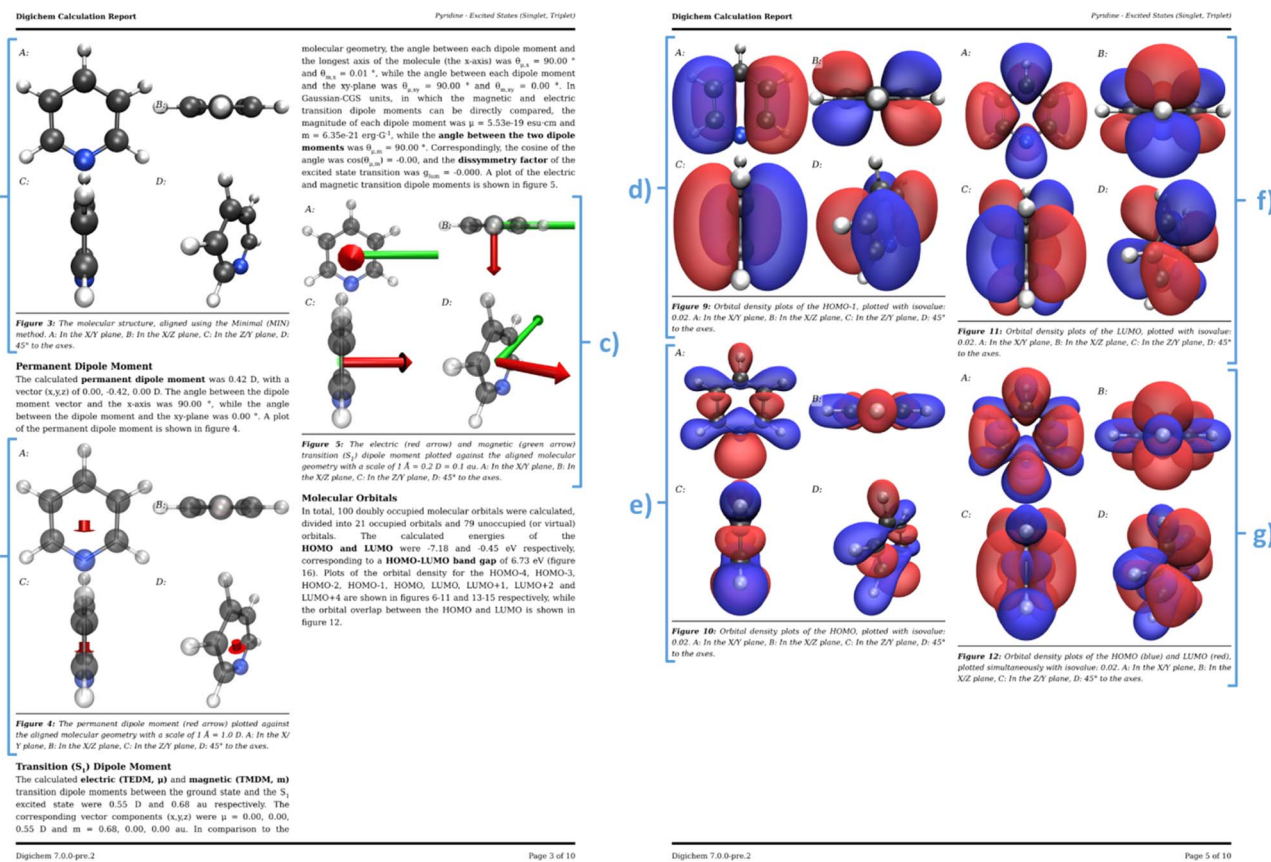 Digichem Calculation Report
Pyridine - Excited States (Singlet, Triplet)
A:
B:
C:
D:
Figure 3: The molecular structure, aligned using the Minimal (MIN)
method. A: In the X/Y plane, B: In the X/Z plane, C: In the Z/Y plane, D:
45° to the axes.
Permanent Dipole Moment
The calculated permanent dipole moment was 0.42 D, with a
vector (x,y,z) of 0.00, -0.42, 0.00 D. The angle between the dipole
moment vector and the x-axis was 90.00 °, while the angle
between the dipole moment and the xy-plane was 0.00 °. A plot
of the permanent dipole moment is shown in figure 4.
A:
B:
C:
D:
Figure 4: The permanent dipole moment (red arrow) plotted against
the aligned molecular geometry with a scale of 1 Å = 1.0 D. A: In the X/
Y plane, B: In the X/Z plane, C: In the Z/Y plane, D: 45° to the axes.
Transition (S1) Dipole Moment
The calculated electric (TEDM, μ) and magnetic (TMDM, m)
transition dipole moments between the ground state and the S1
excited state were 0.55 D and 0.68 au respectively. The
corresponding vector components (x,y,z) were μ = 0.00, 0.00,
0.55 D and m = 0.68, 0.00, 0.00 au. In comparison to the
molecular geometry, the angle between each dipole moment and
the longest axis of the molecule (the x-axis) was θμ,x = 90.00 °
and θm,x = 0.01 °, while the angle between each dipole moment
and the xy-plane was θμ,xy = 90.00 ° and θm,xy = 0.00 °. In
Gaussian-CGS units, in which the magnetic and electric
transition dipole moments can be directly compared, the
magnitude of each dipole moment was μ = 5.53e-19 esu·cm and
m = 6.35e-21 erg·G-1, while the angle between the two dipole
moments was θμ,m = 90.00 °. Correspondingly, the cosine of the
angle was cos(θμ,m) = -0.00, and the dissymmetry factor of the
excited state transition was glum = -0.000. A plot of the electric
and magnetic transition dipole moments is shown in figure 5.
A:
B:
C:
D:
c)
Figure 5: The electric (red arrow) and magnetic (green arrow)
transition (S1) dipole moment plotted against the aligned molecular
geometry with a scale of 1 Å = 0.2 D = 0.1 au. A: In the X/Y plane, B: In
the X/Z plane, C: In the Z/Y plane, D: 45° to the axes.
Molecular Orbitals
In total, 100 doubly occupied molecular orbitals were calculated,
divided into 21 occupied orbitals and 79 unoccupied (or virtual)
orbitals. The calculated energies of the
HOMO and LUMO were -7.18 and -0.45 eV respectively,
corresponding to a HOMO-LUMO band gap of 6.73 eV (figure
16). Plots of the orbital density for the HOMO-4, HOMO-3,
HOMO-2, HOMO-1, HOMO, LUMO, LUMO+1, LUMO+2 and
LUMO+4 are shown in figures 6-11 and 13-15 respectively, while
the orbital overlap between the HOMO and LUMO is shown in
figure 12.
Digichem 7.0.0-pre.2
Page 3 of 10
Digichem Calculation Report
Pyridine - Excited States (Singlet, Triplet)
d)
A:
B:
C:
D:
Figure 9: Orbital density plots of the HOMO-1, plotted with isovalue:
0.02. A: In the X/Y plane, B: In the X/Z plane, C: In the Z/Y plane, D: 45°
to the axes.
e)
A:
B:
C:
D:
Figure 10: Orbital density plots of the HOMO, plotted with isovalue:
0.02. A: In the X/Y plane, B: In the X/Z plane, C: In the Z/Y plane, D: 45°
to the axes.
A:
B:
C:
D:
f)
Figure 11: Orbital density plots of the LUMO, plotted with isovalue:
0.02. A: In the X/Y plane, B: In the X/Z plane, C: In the Z/Y plane, D: 45°
to the axes.
A:
B:
C:
D:
g)
Figure 12: Orbital density plots of the HOMO (blue) and LUMO (red),
plotted simultaneously with isovalue: 0.02. A: In the X/Y plane, B: In the
X/Z plane, C: In the Z/Y plane, D: 45° to the axes.
Digichem 7.0.0-pre.2
Page 5 of 10